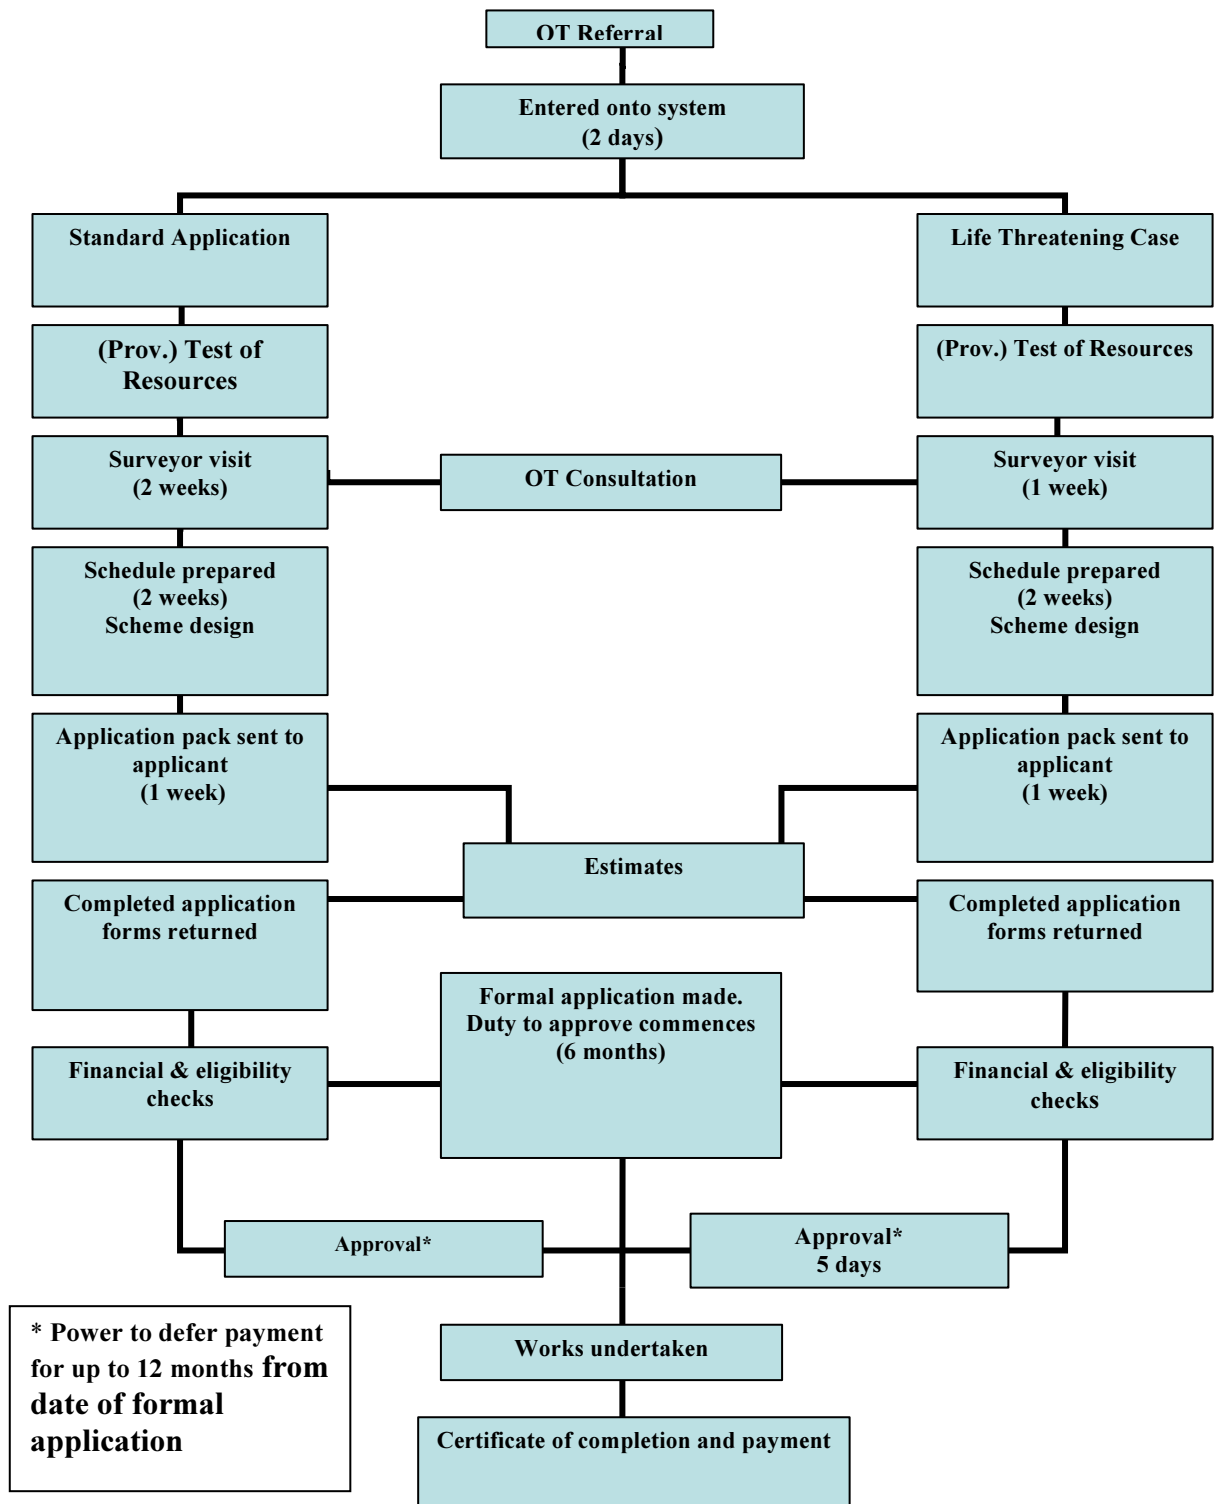 OT Referral
Entered onto system
(2 days)
Standard Application
Life Threatening Case
(Prov.) Test of
Resources
(Prov.) Test of Resources
Surveyor visit
(2 weeks)
OT Consultation
Surveyor visit
(1 week)
Schedule prepared
(2 weeks)
Scheme design
Schedule prepared
(2 weeks)
Scheme design
Application pack sent to
applicant
(1 week)
Application pack sent to
applicant
(1 week)
Estimates
Completed application
forms returned
Completed application
forms returned
Formal application made.
Duty to approve commences
(6 months)
Financial & eligibility
checks
Financial & eligibility
checks
Approval*
Approval*
5 days
* Power to defer payment
for up to 12 months from
date of formal
application
Works undertaken
Certificate of completion and payment